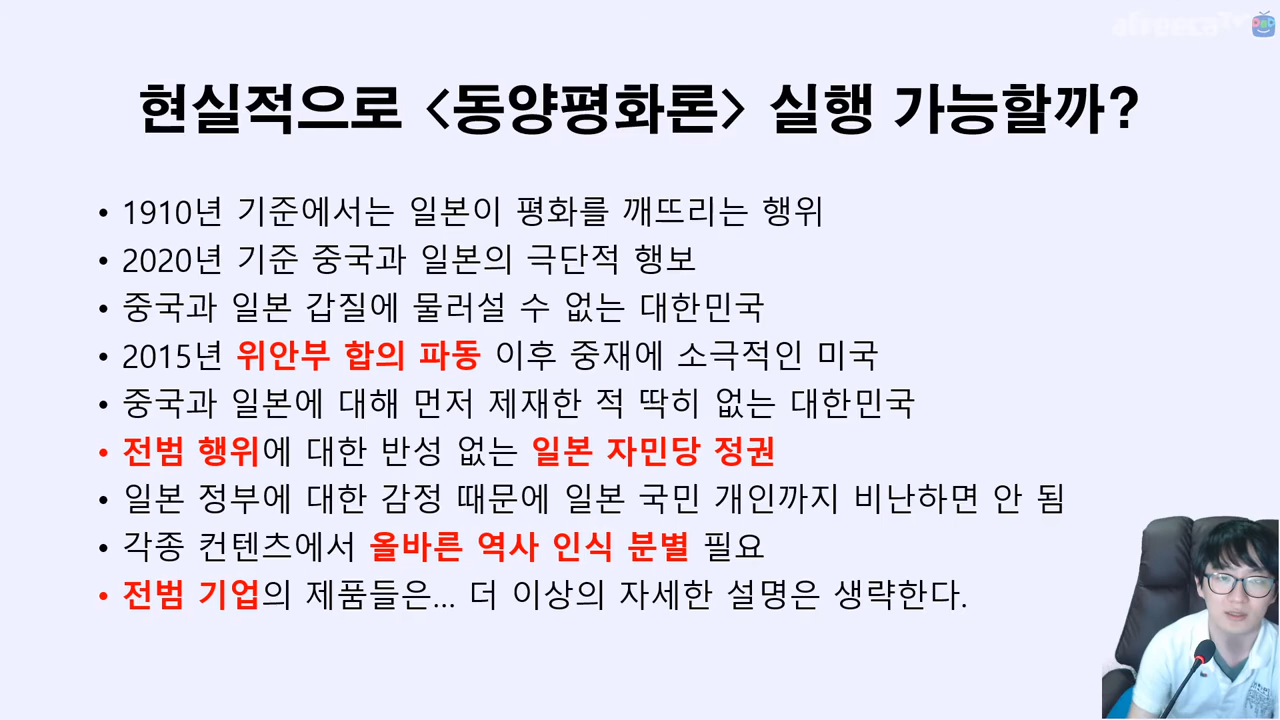 afreecaTV
현실적으로 <동양평화론> 실행 가능할까?
• 1910년 기준에서는 일본이 평화를 깨뜨리는 행위
• 2020년 기준 중국과 일본의 극단적 행보
• 중국과 일본 갑질에 물러설 수 없는 대한민국
• 2015년 위안부 합의 파동 이후 중재에 소극적인 미국
• 중국과 일본에 대해 먼저 제재한 적 딱히 없는 대한민국
• 전범 행위에 대한 반성 없는 일본 자민당 정권
• 일본 정부에 대한 감정 때문에 일본 국민 개인까지 비난하면 안 됨
• 각종 컨텐츠에서 올바른 역사 인식 분별 필요
• 전범 기업의 제품들은... 더 이상의 자세한 설명은 생략한다.